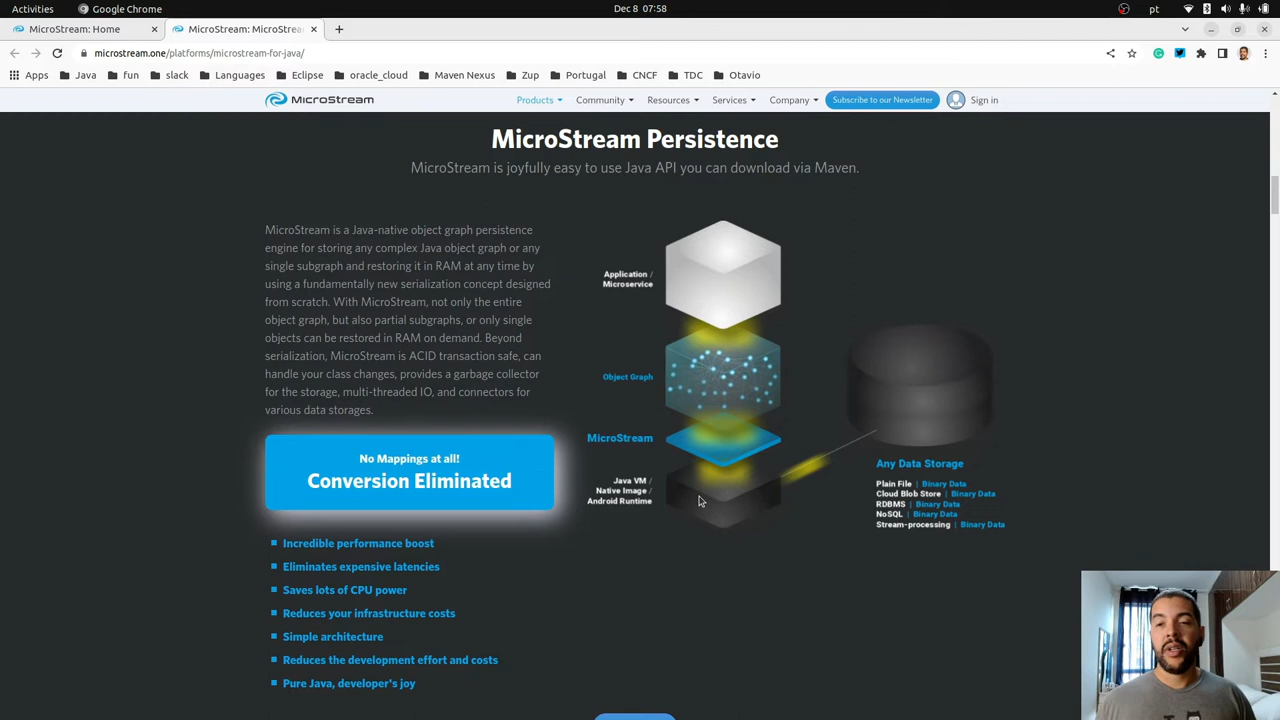 Activities
Google Chrome
Dec 8 07:58
pt
MicroStream: Home
MicroStream: MicroStrea
microstream.one/platforms/microstream-for-java/
Apps
Java
fun
slack
Languages
Eclipse
oracle_cloud
Maven Nexus
Zup
Portugal
CNCF
TDC
Otavio
MicroStream
Products
Community
Resources
Services
Company
Subscribe to our Newsletter
Sign in
MicroStream Persistence
MicroStream is joyfully easy to use Java API you can download via Maven.
MicroStream is a Java-native object graph persistence
engine for storing any complex Java object graph or any
single subgraph and restoring it in RAM at any time by
using a fundamentally new serialization concept designed
from scratch. With MicroStream, not only the entire
object graph, but also partial subgraphs, or only single
objects can be restored in RAM on demand. Beyond
serialization, MicroStream is ACID transaction safe, can
handle your class changes, provides a garbage collector
for the storage, multi-threaded IO, and connectors for
various data storages.
No Mappings at all!
Conversion Eliminated
Incredible performance boost
Eliminates expensive latencies
Saves lots of CPU power
Reduces your infrastructure costs
Simple architecture
Reduces the development effort and costs
Pure Java, developer's joy
Application /
Microservice
Object Graph
MicroStream
Java VM /
Native Image /
Android Runtime
Any Data Storage
Plain File | Binary Data
Cloud Blob Store | Binary Data
RDBMS | Binary Data
NoSQL | Binary Data
Stream-processing | Binary Data